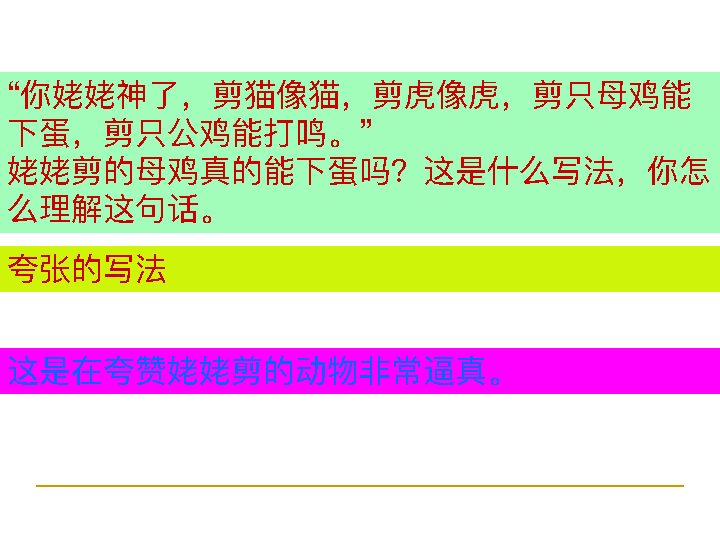 “你姥姥神了，剪猫像猫，剪虎像虎，剪只母鸡能
下蛋，剪只公鸡能打鸣。”
姥姥剪的母鸡真的能下蛋吗？这是什么写法，你怎
么理解这句话。
夸张的写法
这是在夸赞姥姥剪的动物非常逼真。